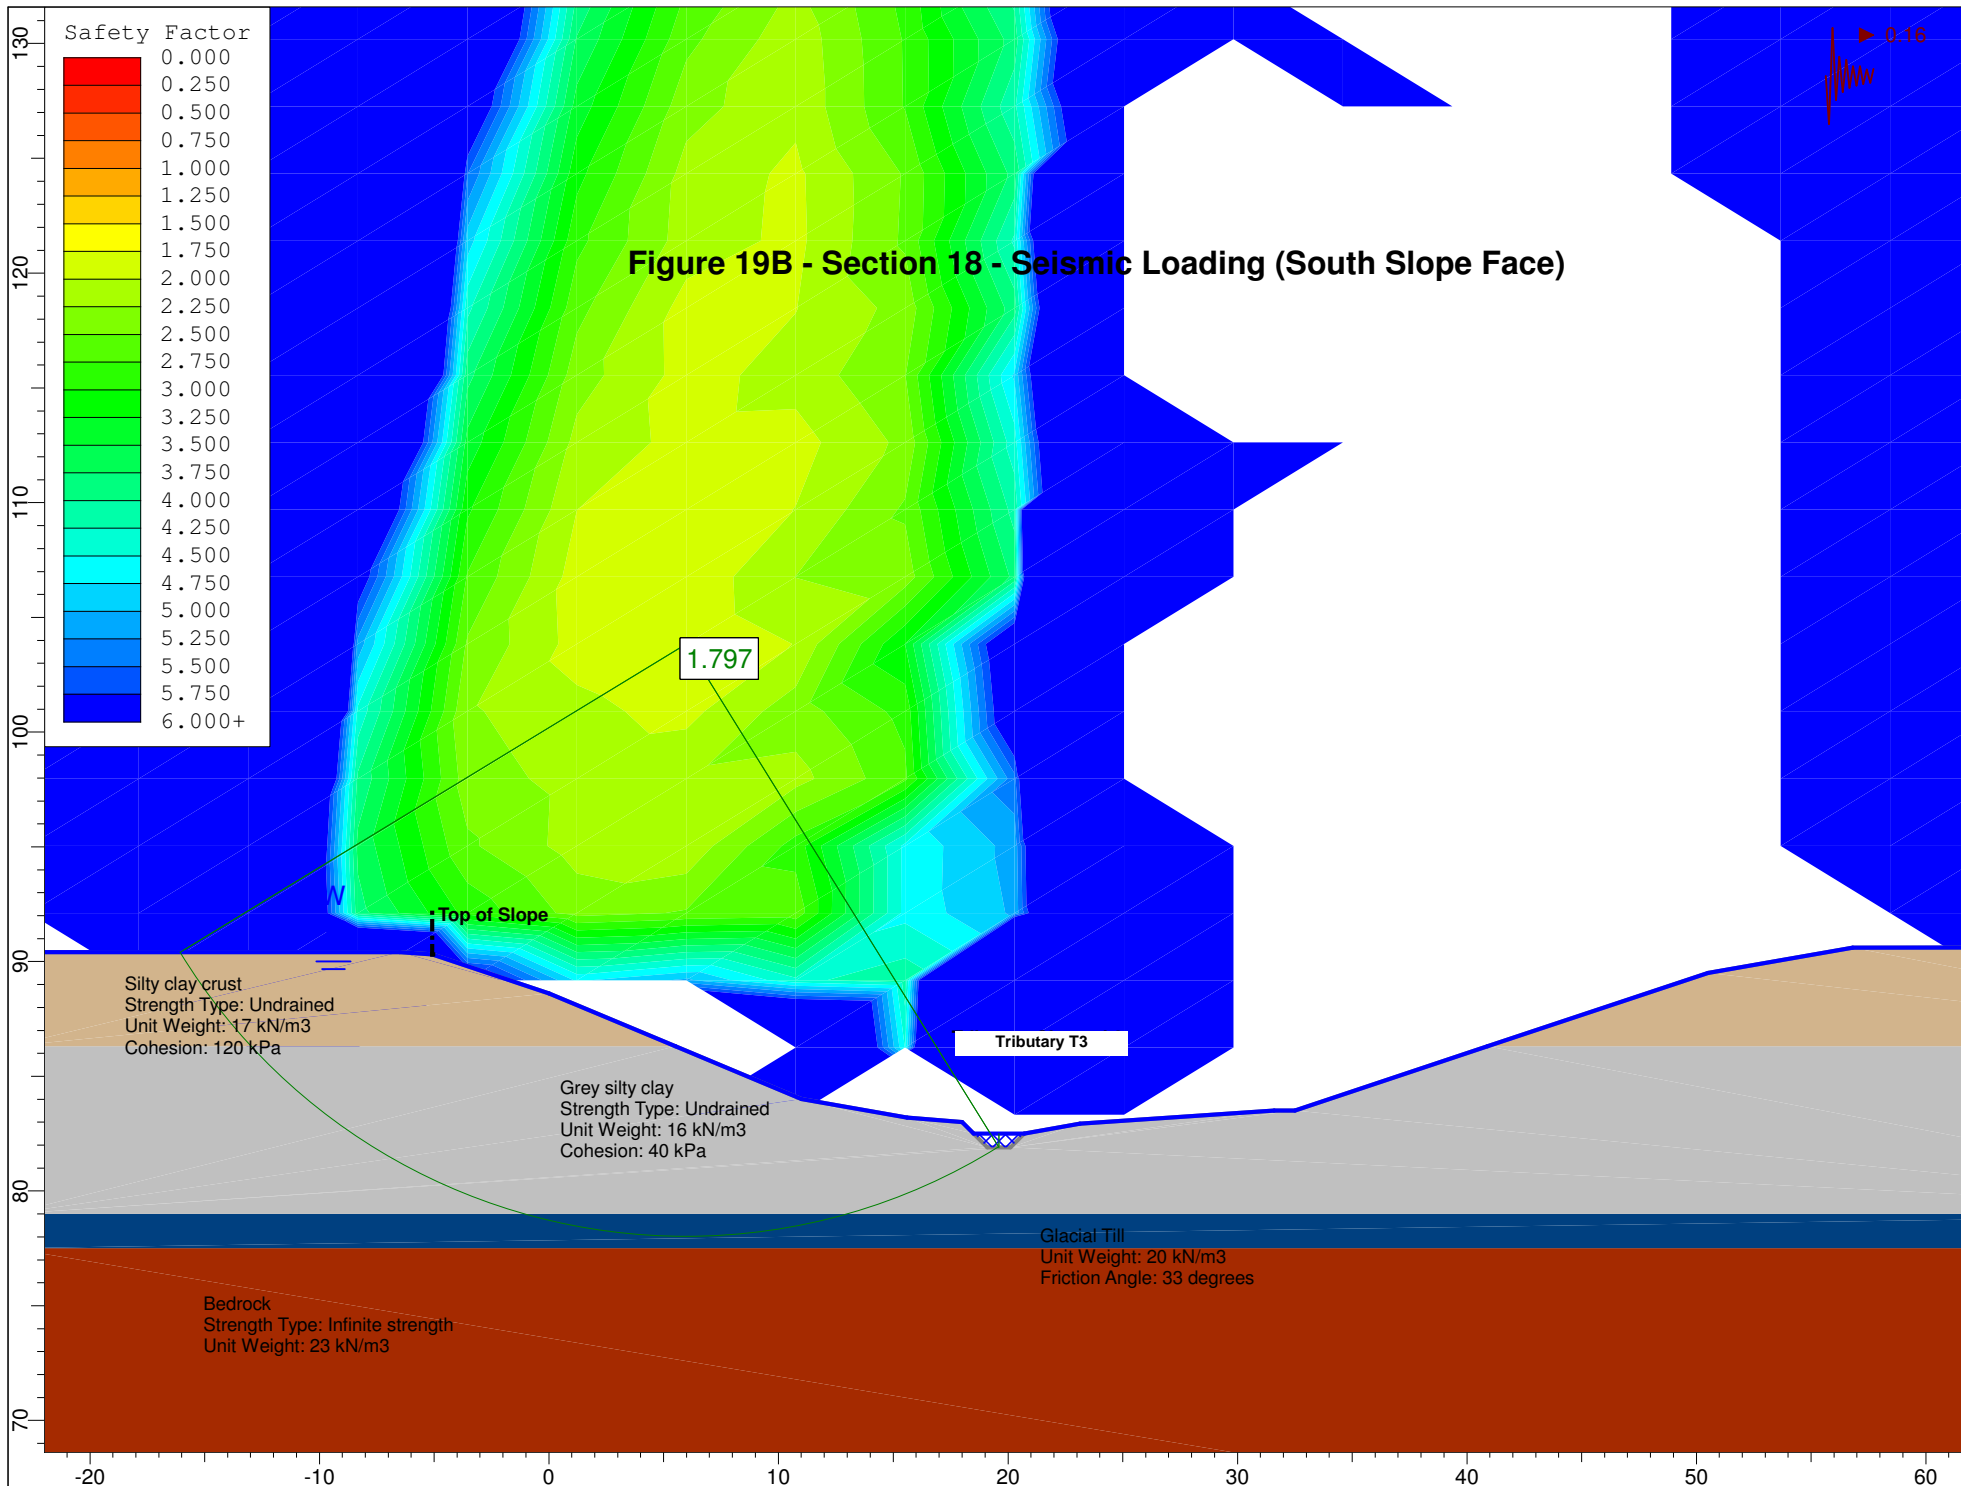 Safety Factor
0.000
0.250
0.500
0.750
1.000
1.250
1.500
1.750
2.000
2.250
2.500
2.750
3.000
3.250
3.500
3.750
4.000
4.250
4.500
4.750
5.000
5.250
5.500
5.750
6.000+
0.16
Figure 19B - Section 18 - Seismic Loading (South Slope Face)
1.797
W
Top of Slope
Silty clay crust
Strength Type: Undrained
Unit Weight: 17 kN/m3
Cohesion: 120 kPa
Tributary T3
Grey silty clay
Strength Type: Undrained
Unit Weight: 16 kN/m3
Cohesion: 40 kPa
Glacial Till
Unit Weight: 20 kN/m3
Friction Angle: 33 degrees
Bedrock
Strength Type: Infinite strength
Unit Weight: 23 kN/m3
130
120
110
100
90
80
70
-20 -10 0 10 20 30 40 50 60